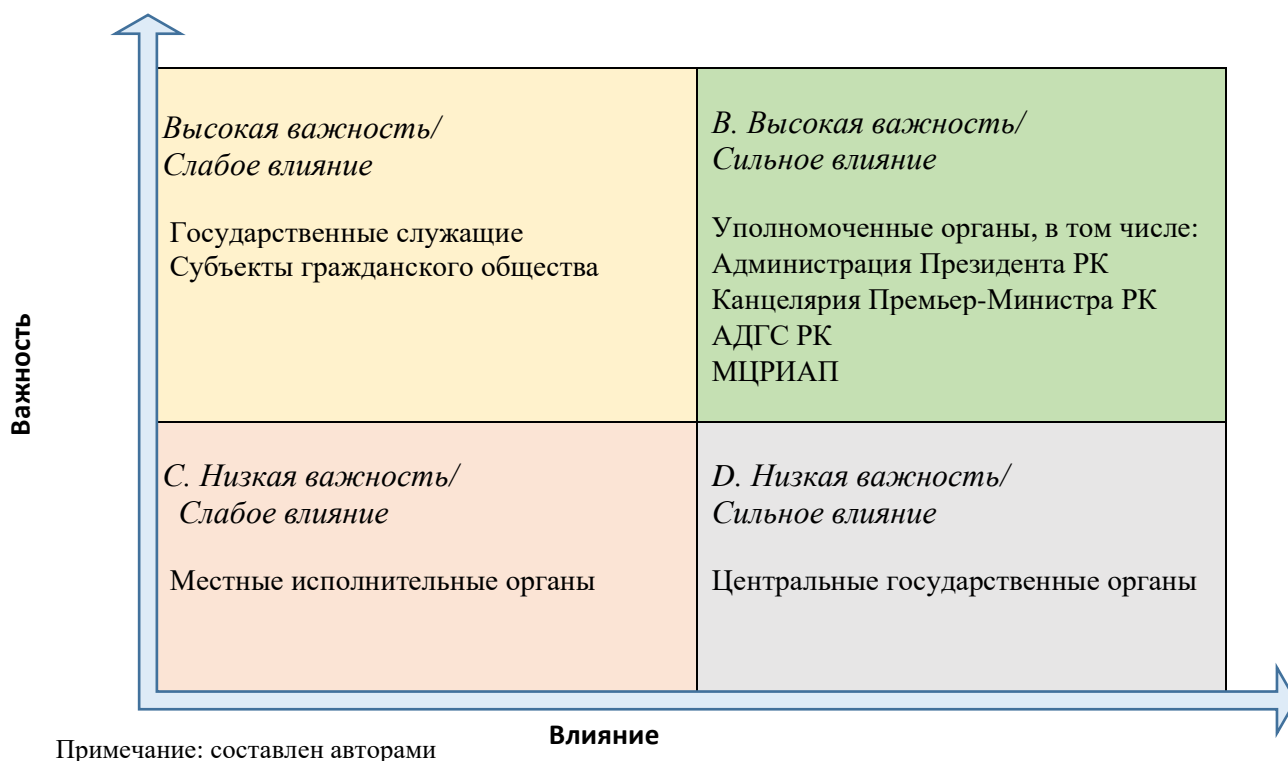 Высокая важность/
Слабое влияние
Государственные служащие
Субъекты гражданского общества
B. Высокая важность/
Сильное влияние
Уполномоченные органы, в том числе:
Администрация Президента РК
Канцелярия Премьер-Министра РК
АДГС РК
МЦРИАП
Важность
C. Низкая важность/
Слабое влияние
Местные исполнительные органы
D. Низкая важность/
Сильное влияние
Центральные государственные органы
Влияние
Примечание: составлен авторами